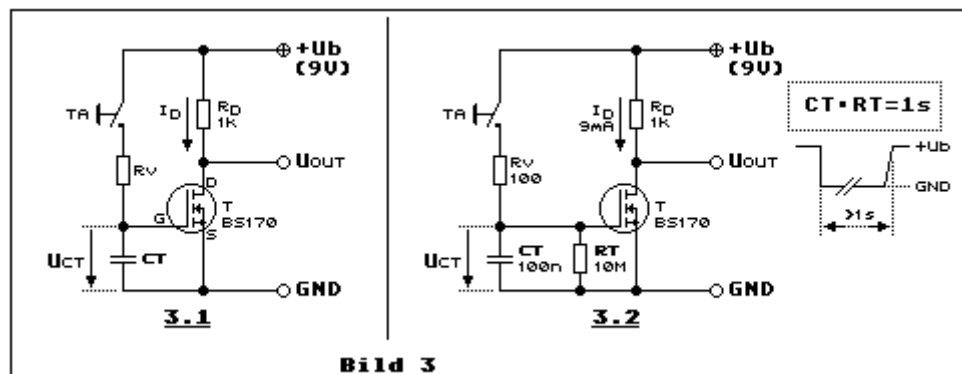 +Ub
(9V)
TA
ID
RD
1K
RV
UOUT
D
G
T
BS170
S
UCT
CT
GND
3.1
+Ub
(9V)
TA
ID
9mA
RD
1K
RV
100
UOUT
T
BS170
UCT
CT
100n
RT
10M
GND
3.2
CT·RT=1s
+Ub
GND
>1s
Bild 3